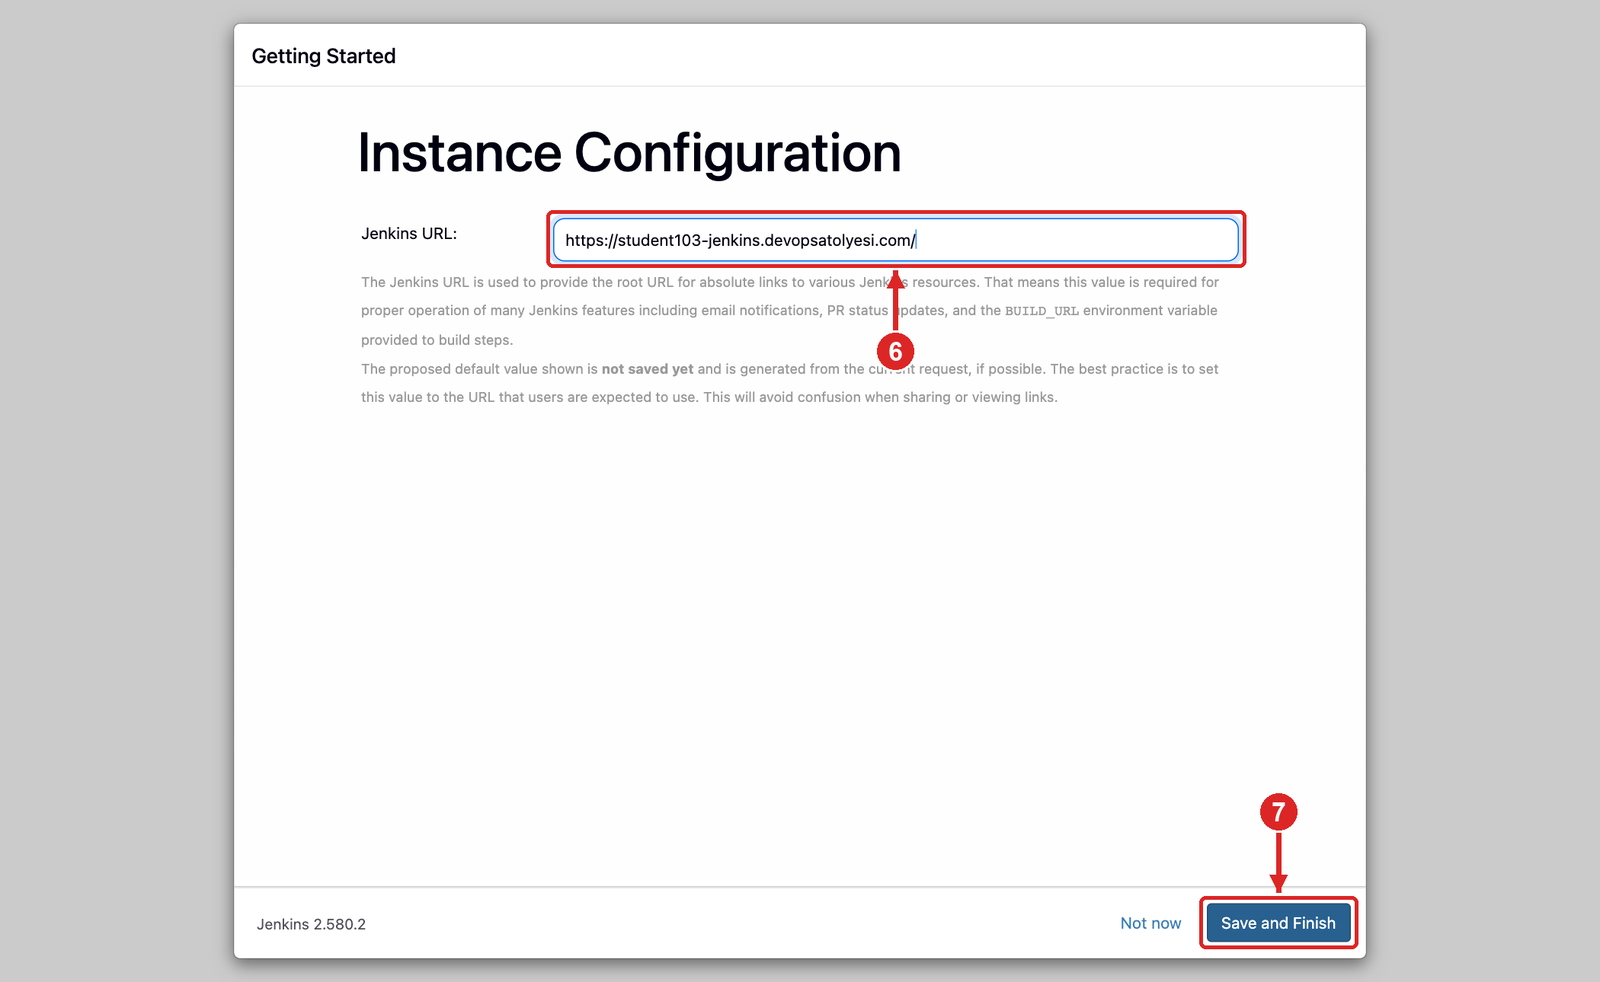 Getting Started
Instance Configuration
Jenkins URL:
https://student103-jenkins.devopsatolyesi.com/
The Jenkins URL is used to provide the root URL for absolute links to various Jenkins resources. That means this value is required for
proper operation of many Jenkins features including email notifications, PR status updates, and the BUILD_URL environment variable
provided to build steps.
6
The proposed default value shown is not saved yet and is generated from the current request, if possible. The best practice is to set
this value to the URL that users are expected to use. This will avoid confusion when sharing or viewing links.
7
Jenkins 2.580.2
Not now
Save and Finish